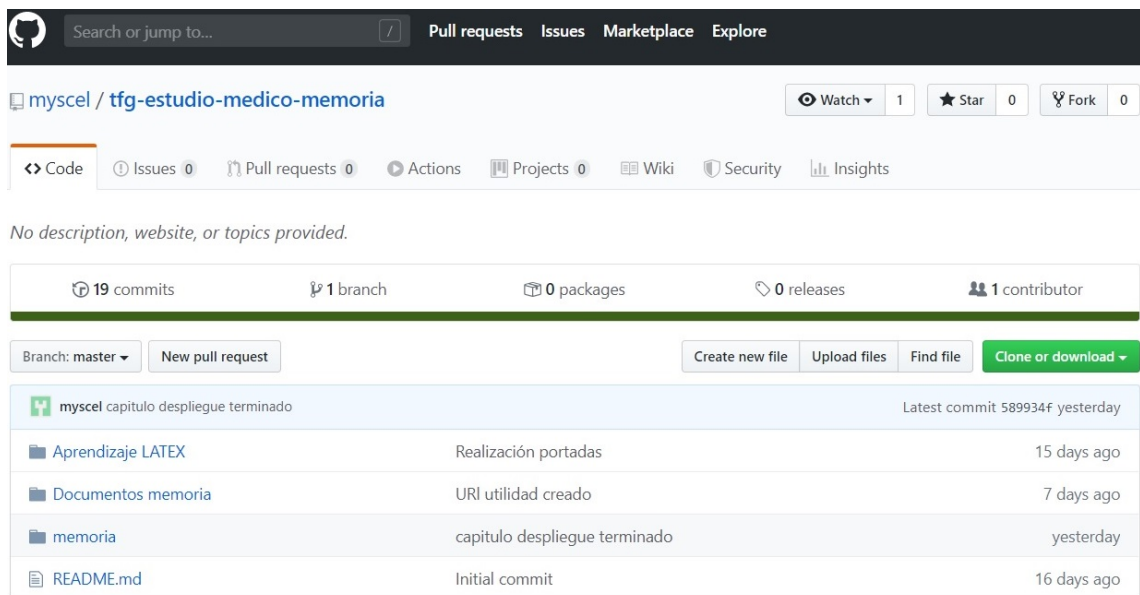 Search or jump to... / Pull requests Issues Marketplace Explore
myscel / tfg-estudio-medico-memoria Watch 1 Star 0 Fork 0
<> Code Issues 0 Pull requests 0 Actions Projects 0 Wiki Security Insights
No description, website, or topics provided.
19 commits 1 branch 0 packages 0 releases 1 contributor
Branch: master New pull request Create new file Upload files Find file Clone or download
myscel capitulo despliegue terminado Latest commit 589934f yesterday
Aprendizaje LATEX Realización portadas 15 days ago
Documentos memoria URl utilidad creado 7 days ago
memoria capitulo despliegue terminado yesterday
README.md Initial commit 16 days ago